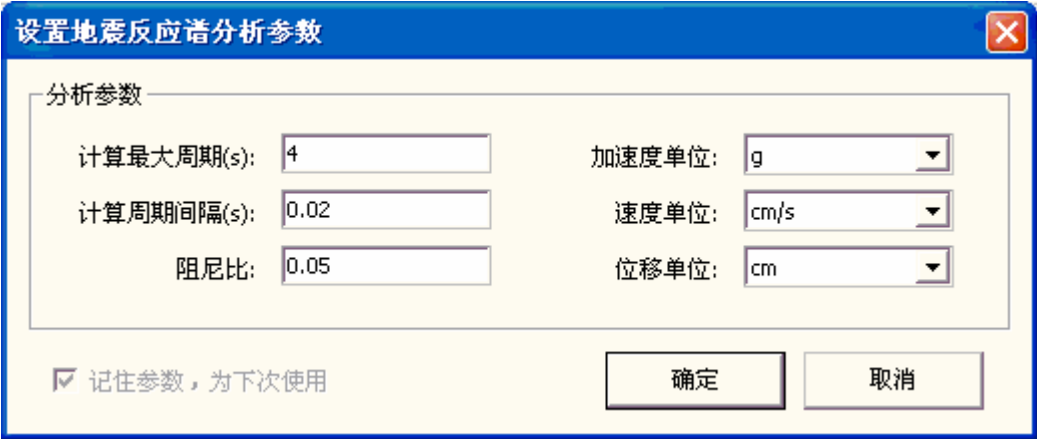 设置地震反应谱分析参数
分析参数
计算最大周期(s): 4 加速度单位: g
计算周期间隔(s): 0.02 速度单位: cm/s
阻尼比: 0.05 位移单位: cm
记住参数，为下次使用 确定 取消